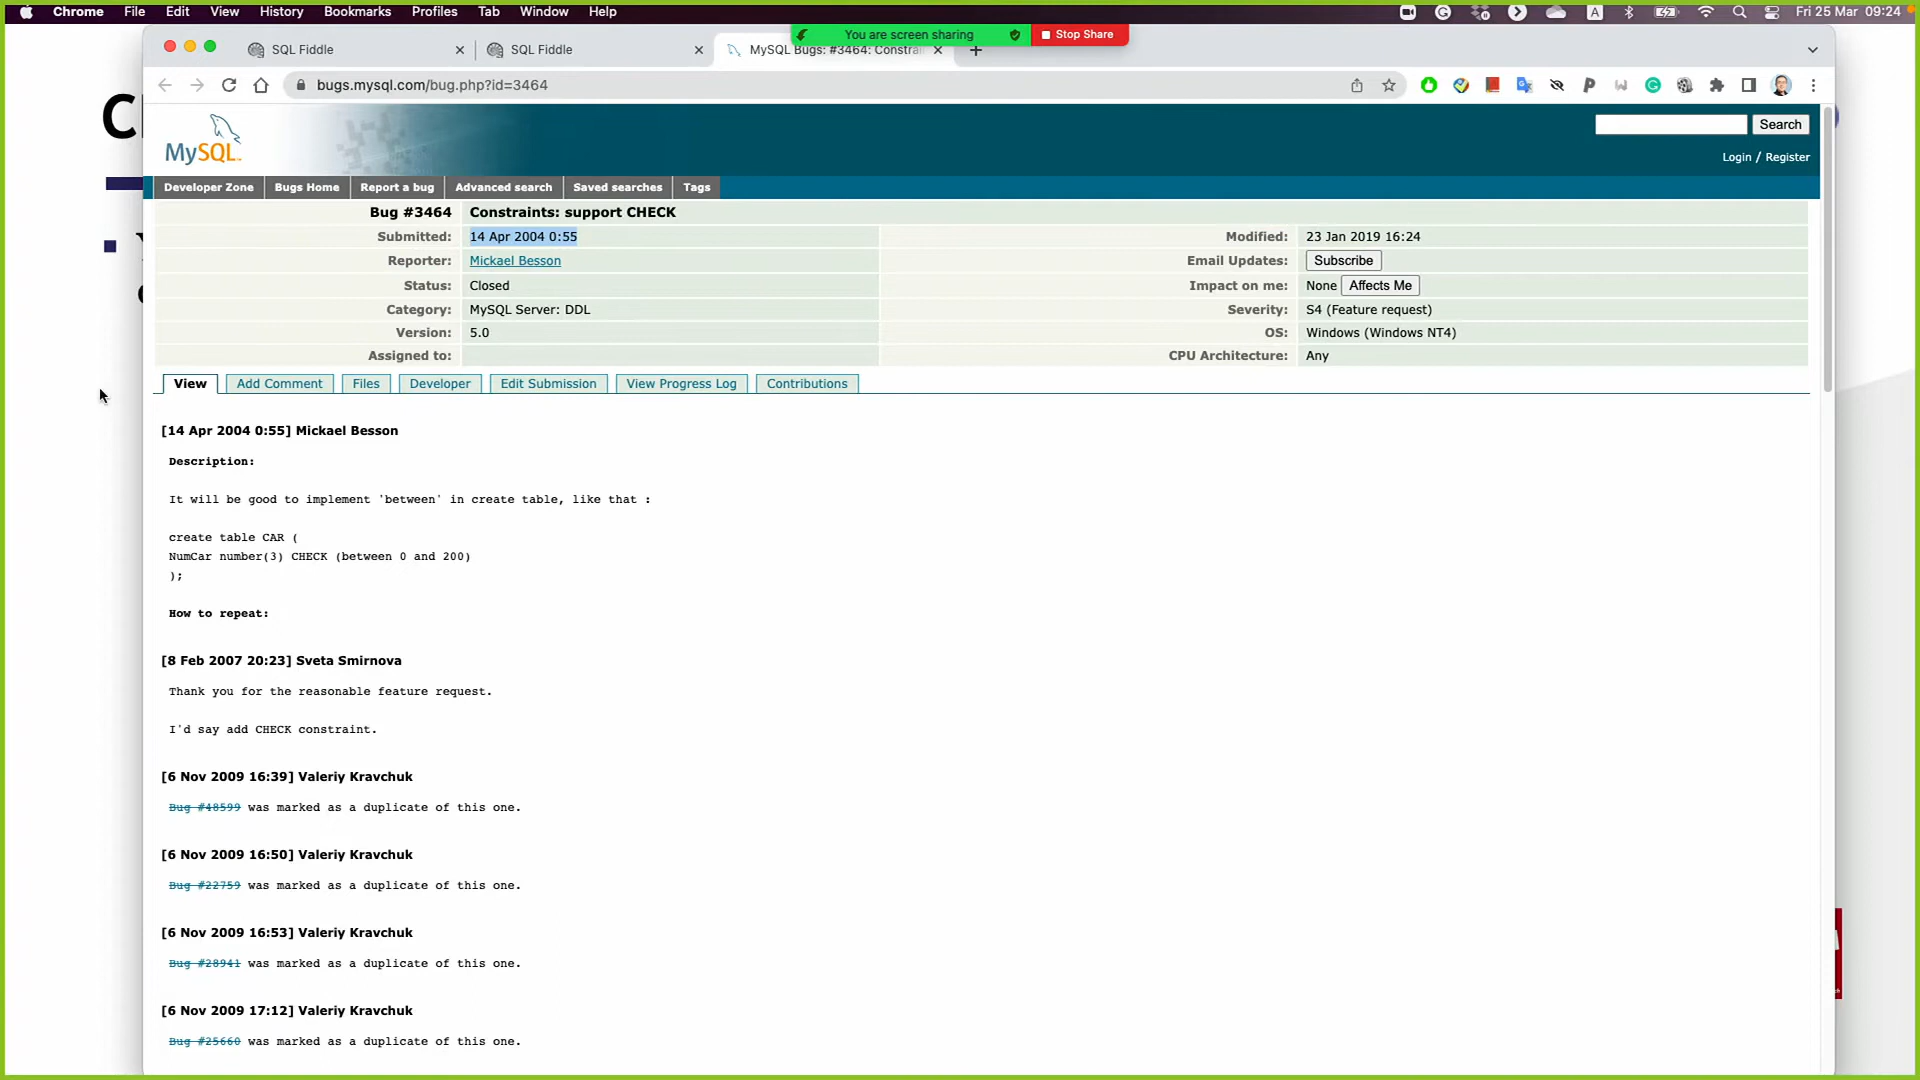 Chrome File Edit View History Bookmarks Profiles Tab Window Help
A Fri 25 Mar 09:24
SQL Fiddle
SQL Fiddle
MySQL Bugs: #3464: Constrai
You are screen sharing
Stop Share
bugs.mysql.com/bug.php?id=3464
MySQL
Search
Login / Register
Developer Zone Bugs Home Report a bug Advanced search Saved searches Tags
Bug #3464 Constraints: support CHECK
Submitted: 14 Apr 2004 0:55 Modified: 23 Jan 2019 16:24
Reporter: Mickael Besson Email Updates: Subscribe
Status: Closed Impact on me: None Affects Me
Category: MySQL Server: DDL Severity: S4 (Feature request)
Version: 5.0 OS: Windows (Windows NT4)
Assigned to: CPU Architecture: Any
View Add Comment Files Developer Edit Submission View Progress Log Contributions
[14 Apr 2004 0:55] Mickael Besson
Description:
It will be good to implement 'between' in create table, like that :
create table CAR (
NumCar number(3) CHECK (between 0 and 200)
);
How to repeat:
[8 Feb 2007 20:23] Sveta Smirnova
Thank you for the reasonable feature request.
I'd say add CHECK constraint.
[6 Nov 2009 16:39] Valeriy Kravchuk
Bug #48599 was marked as a duplicate of this one.
[6 Nov 2009 16:50] Valeriy Kravchuk
Bug #22759 was marked as a duplicate of this one.
[6 Nov 2009 16:53] Valeriy Kravchuk
Bug #28941 was marked as a duplicate of this one.
[6 Nov 2009 17:12] Valeriy Kravchuk
Bug #25660 was marked as a duplicate of this one.